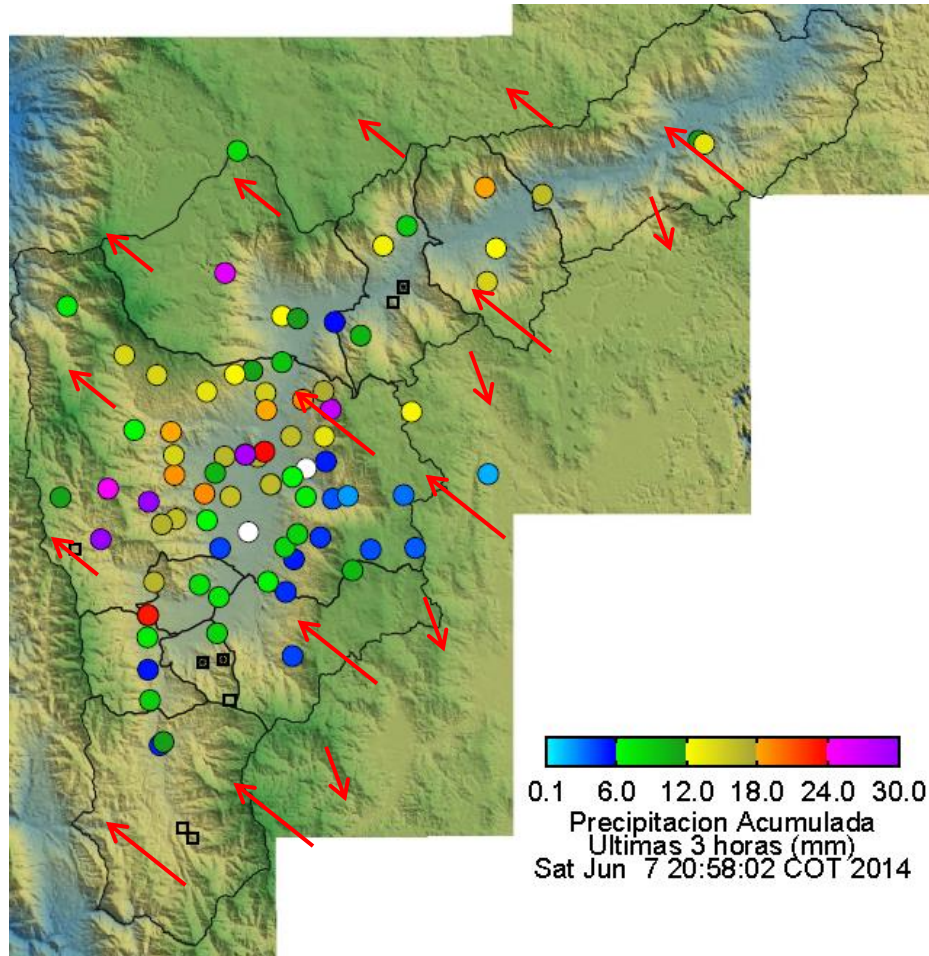 0.1 6.0 12.0 18.0 24.0 30.0
Precipitacion Acumulada
Ultimas 3 horas (mm)
Sat Jun 7 20:58:02 COT 2014